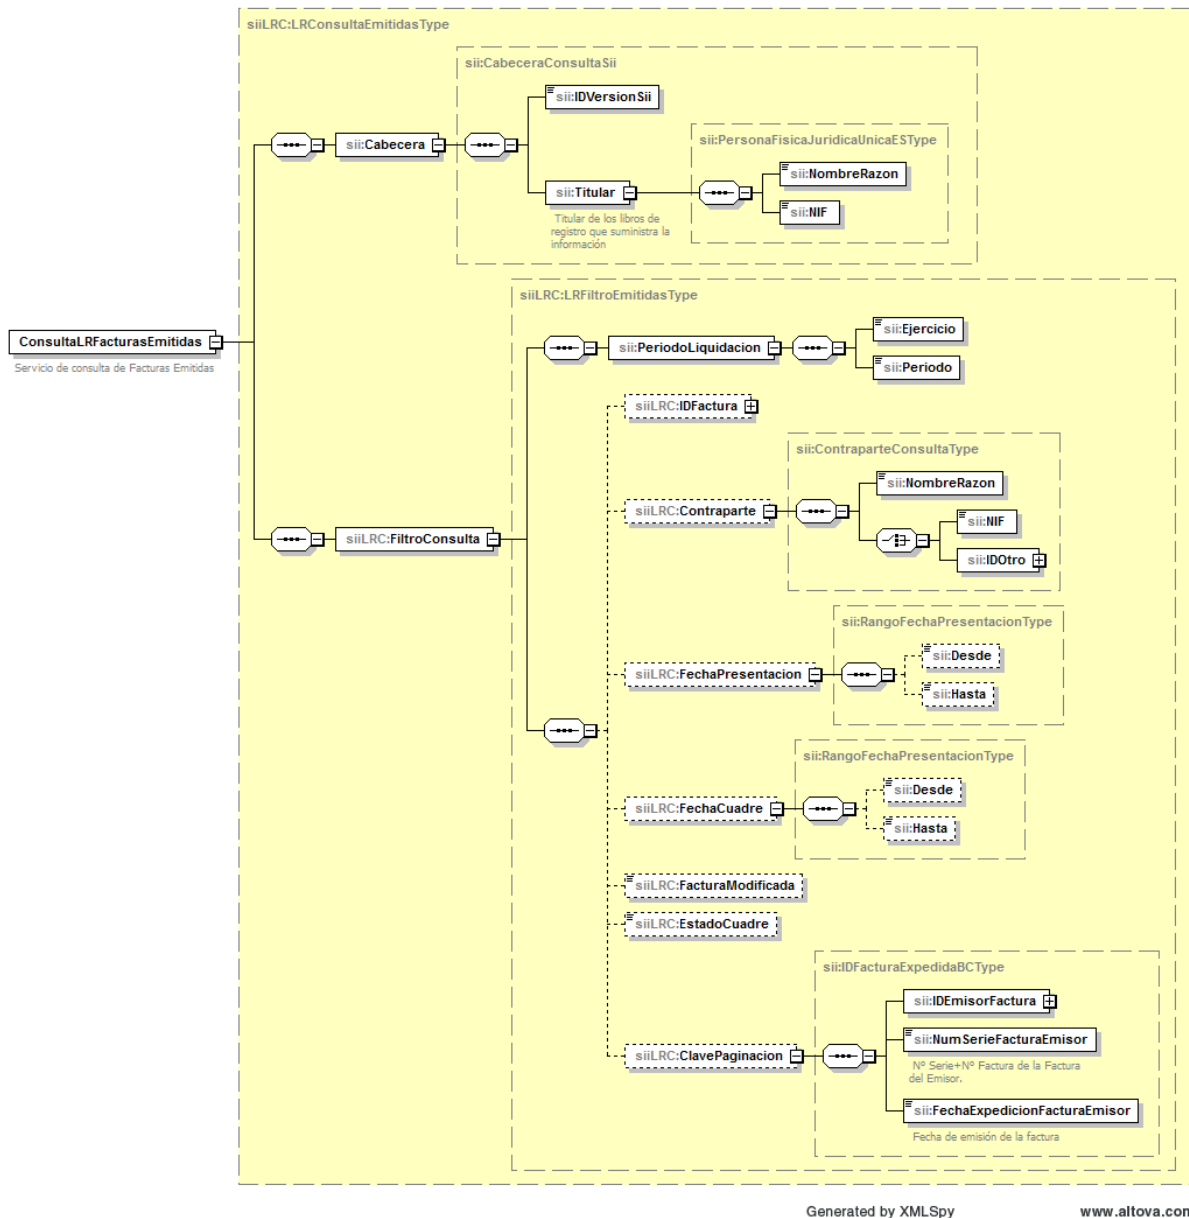 siiLRC:LRConsultaEmitidasType
sii:CabeceraConsultaSii
sii:IDVersionSii
sii:PersonaFisicaJuridicaUnicaESType
sii:Cabecera
sii:NombreRazon
sii:Titular
sii:NIF
Titular de los libros de
registro que suministra la
información
siiLRC:LRFiltroEmitidasType
sii:Ejercicio
ConsultaLRFacturasEmitidas
sii:PeriodoLiquidacion
Servicio de consulta de Facturas Emitidas
sii:Periodo
siiLRC:IDFactura
sii:ContraparteConsultaType
sii:NombreRazon
siiLRC:Contraparte
sii:NIF
siiLRC:FiltroConsulta
sii:IDOtro
sii:RangoFechaPresentacionType
sii:Desde
siiLRC:FechaPresentacion
sii:Hasta
sii:RangoFechaPresentacionType
sii:Desde
siiLRC:FechaCuadre
sii:Hasta
siiLRC:FacturaModificada
siiLRC:EstadoCuadre
sii:IDFacturaExpedidaBCType
sii:IDEmisorFactura
sii:NumSerieFacturaEmisor
siiLRC:ClavePaginacion
Nº Serie+Nº Factura de la Factura
del Emisor.
sii:FechaExpedicionFacturaEmisor
Fecha de emisión de la factura
Generated by XMLSpy www.altova.com